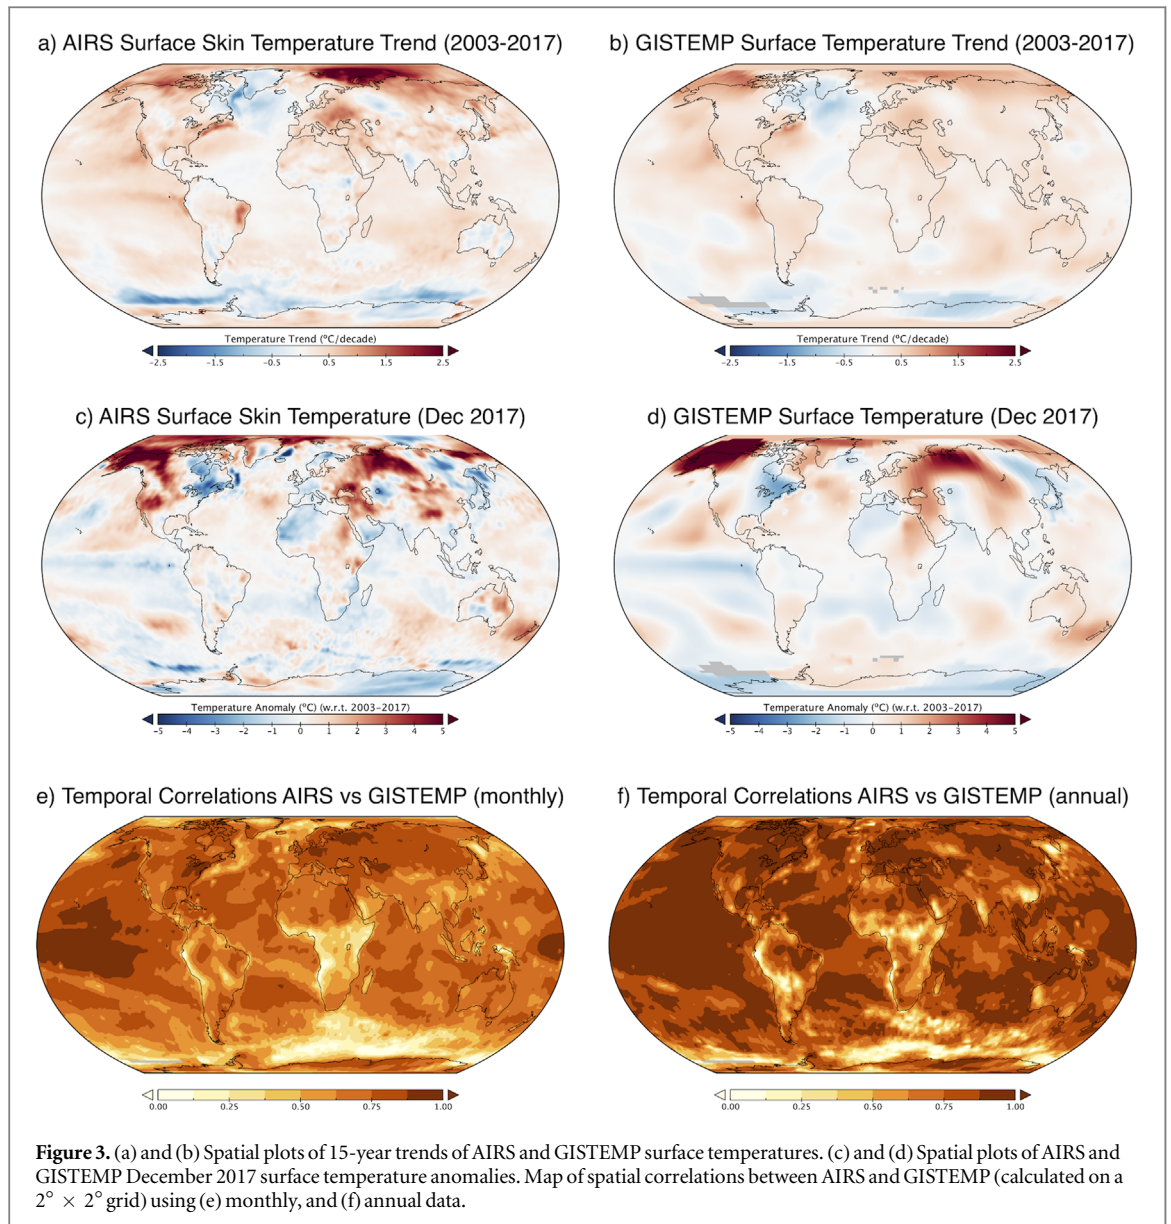 a) AIRS Surface Skin Temperature Trend (2003-2017)
b) GISTEMP Surface Temperature Trend (2003-2017)
Temperature Trend (ºC/decade)
-2.5 -1.5 -0.5 0.5 1.5 2.5
Temperature Trend (ºC/decade)
-2.5 -1.5 -0.5 0.5 1.5 2.5
c) AIRS Surface Skin Temperature (Dec 2017)
d) GISTEMP Surface Temperature (Dec 2017)
Temperature Anomaly (ºC) (w.r.t. 2003-2017)
-5 -4 -3 -2 -1 0 1 2 3 4 5
Temperature Anomaly (ºC) (w.r.t. 2003-2017)
-5 -4 -3 -2 -1 0 1 2 3 4 5
e) Temporal Correlations AIRS vs GISTEMP (monthly)
f) Temporal Correlations AIRS vs GISTEMP (annual)
0.00 0.25 0.50 0.75 1.00
0.00 0.25 0.50 0.75 1.00
Figure 3. (a) and (b) Spatial plots of 15-year trends of AIRS and GISTEMP surface temperatures. (c) and (d) Spatial plots of AIRS and
GISTEMP December 2017 surface temperature anomalies. Map of spatial correlations between AIRS and GISTEMP (calculated on a
2° × 2° grid) using (e) monthly, and (f) annual data.